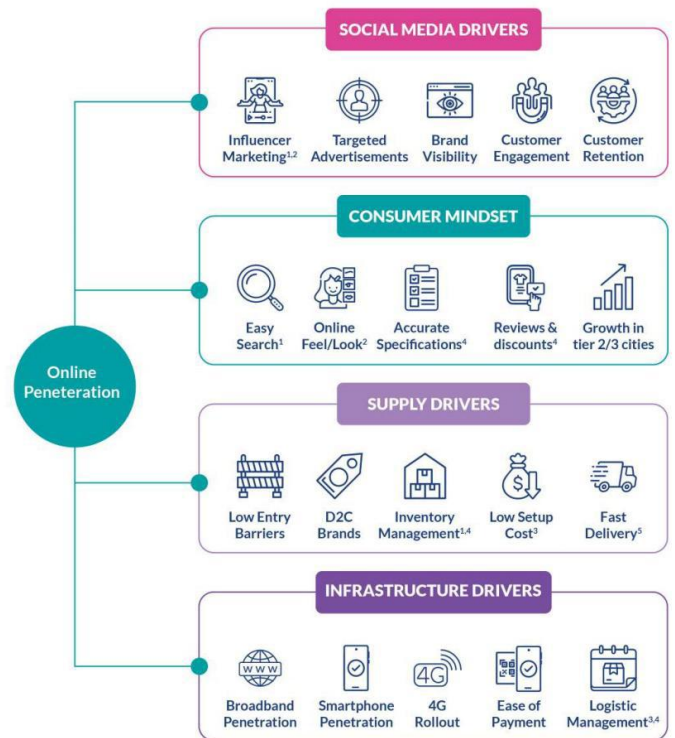 SOCIAL MEDIA DRIVERS
Influencer Targeted Brand Customer Customer
Marketing1,2 Advertisements Visibility Engagement Retention
CONSUMER MINDSET
Easy Online Accurate Reviews & Growth in
Search1 Feel/Look2 Specifications4 discounts4 tier 2/3 cities
Online
Peneteration
SUPPLY DRIVERS
Low Entry D2C Inventory Low Setup Fast
Barriers Brands Management1,4 Cost3 Delivery5
INFRASTRUCTURE DRIVERS
WWW
4G
Broadband Smartphone 4G Ease of Logistic
Penetration Penetration Rollout Payment Management3,4